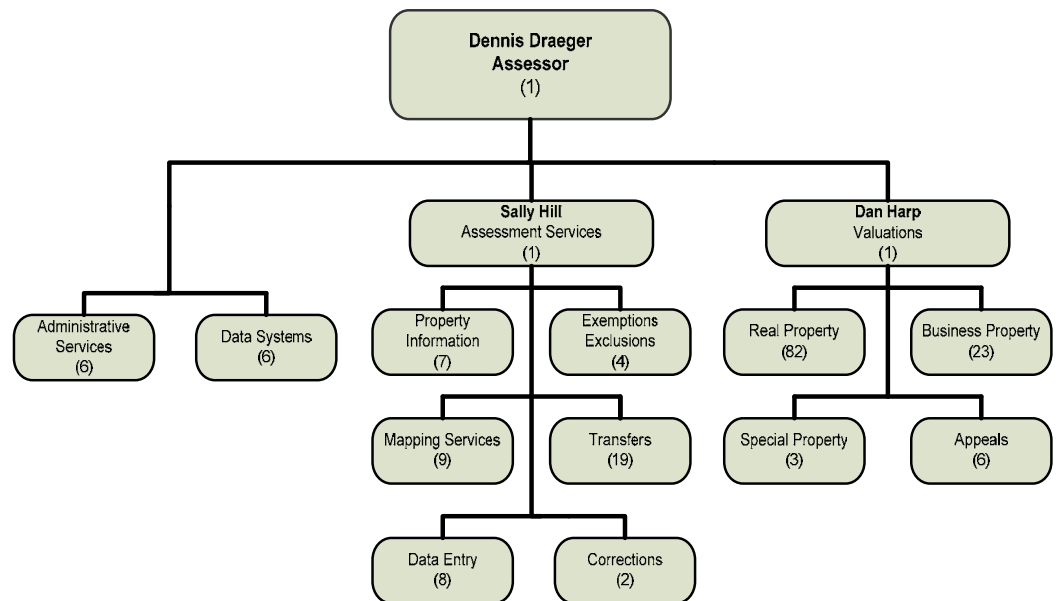 Dennis Draeger
Assessor
(1)
Sally Hill
Assessment Services
(1)
Dan Harp
Valuations
(1)
Administrative
Services
(6)
Data Systems
(6)
Property
Information
(7)
Exemptions
Exclusions
(4)
Real Property
(82)
Business Property
(23)
Mapping Services
(9)
Transfers
(19)
Special Property
(3)
Appeals
(6)
Data Entry
(8)
Corrections
(2)